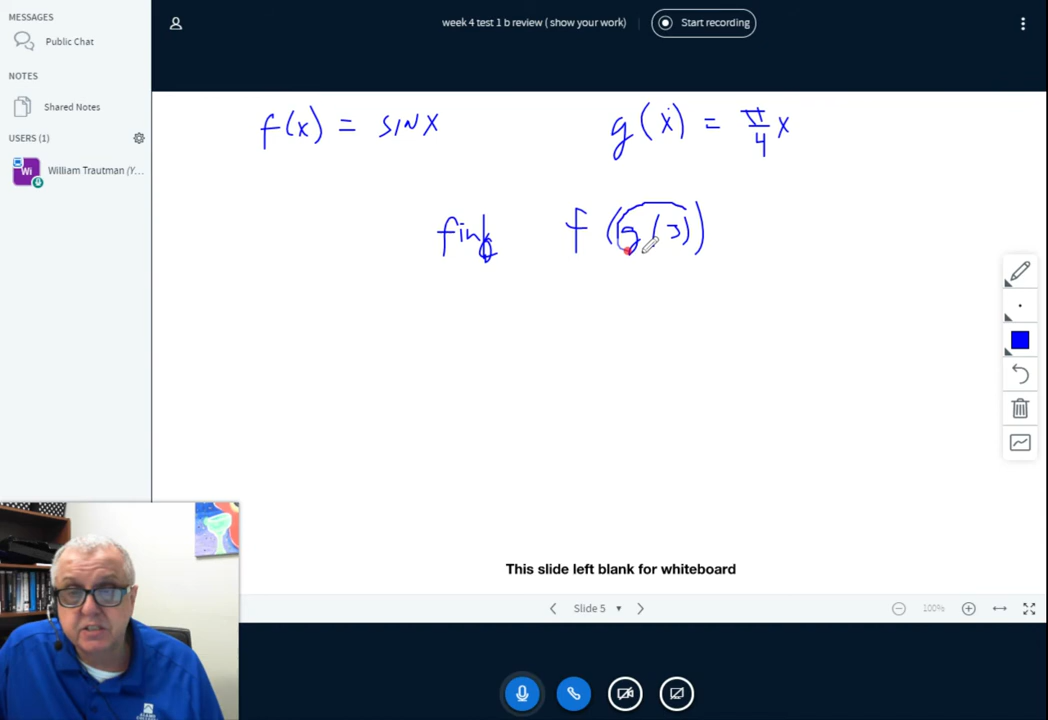 MESSAGES
week 4 test 1 b review ( show your work)
Start recording
Public Chat
NOTES
Shared Notes
USERS (1)
Wi
William Trautman (Y...
f(x) = sin x
g(x) = π/4 x
find f(g(3))
This slide left blank for whiteboard
Slide 5
100%